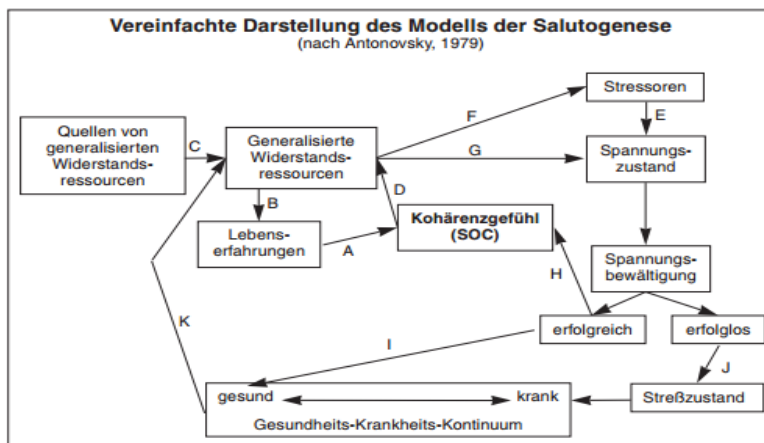 Vereinfachte Darstellung des Modells der Salutogenese
(nach Antonovsky, 1979)
Stressoren
F
E
Quellen von
generalisierten
Widerstands-
ressourcen
C
Generalisierte
Widerstands-
ressourcen
G
Spannungs-
zustand
B
D
Lebens-
erfahrungen
A
Kohärenzgefühl
(SOC)
H
Spannungs-
bewältigung
K
I
erfolgreich
erfolglos
J
gesund
krank
Streßzustand
Gesundheits-Krankheits-Kontinuum